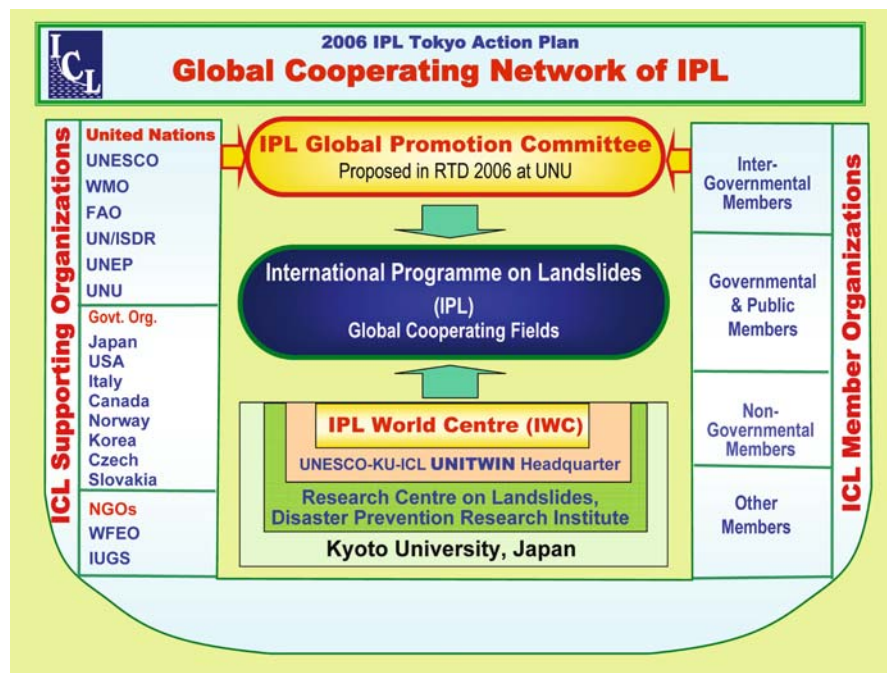 ICL
2006 IPL Tokyo Action Plan
Global Cooperating Network of IPL
ICL Supporting Organizations
United Nations
UNESCO
WMO
FAO
UN/ISDR
UNEP
UNU
Govt. Org.
Japan
USA
Italy
Canada
Norway
Korea
Czech
Slovakia
NGOs
WFEO
IUGS
IPL Global Promotion Committee
Proposed in RTD 2006 at UNU
International Programme on Landslides
(IPL)
Global Cooperating Fields
IPL World Centre (IWC)
UNESCO-KU-ICL UNITWIN Headquarter
Research Centre on Landslides,
Disaster Prevention Research Institute
Kyoto University, Japan
Inter-
Governmental
Members
Governmental
& Public
Members
Non-
Governmental
Members
Other
Members
ICL Member Organizations